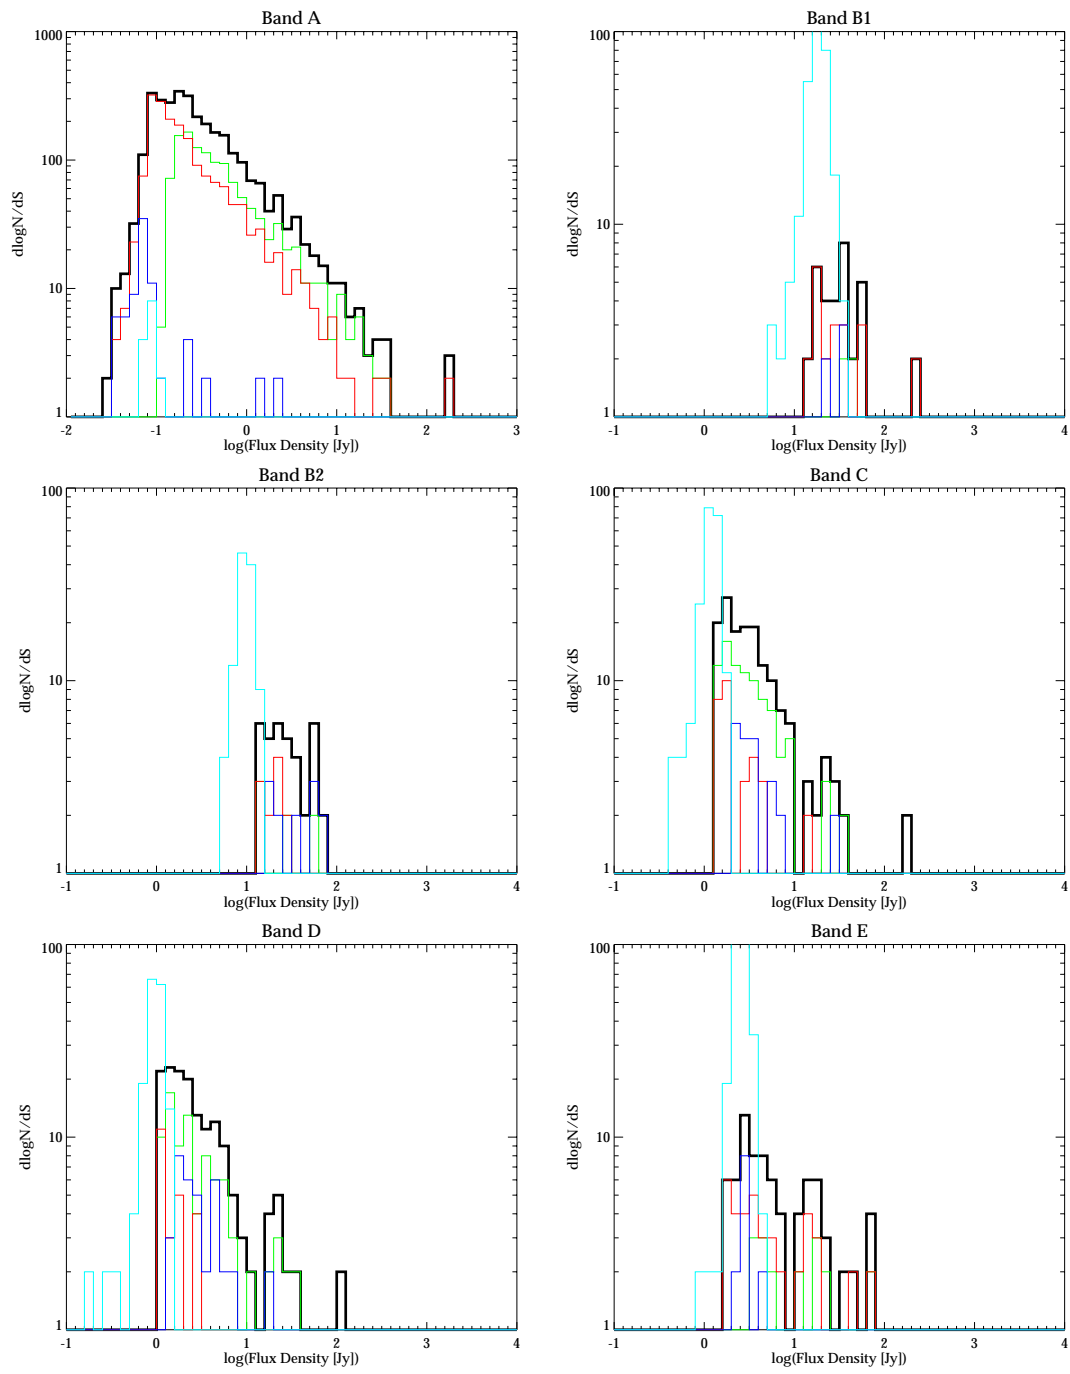 Band A
1000
100
10
1
dlogN/dS
-2 -1 0 1 2 3
log(Flux Density [Jy])
Band B1
100
10
1
dlogN/dS
-1 0 1 2 3 4
log(Flux Density [Jy])
Band B2
100
10
1
dlogN/dS
-1 0 1 2 3 4
log(Flux Density [Jy])
Band C
100
10
1
dlogN/dS
-1 0 1 2 3 4
log(Flux Density [Jy])
Band D
100
10
1
dlogN/dS
-1 0 1 2 3 4
log(Flux Density [Jy])
Band E
100
10
1
dlogN/dS
-1 0 1 2 3 4
log(Flux Density [Jy])